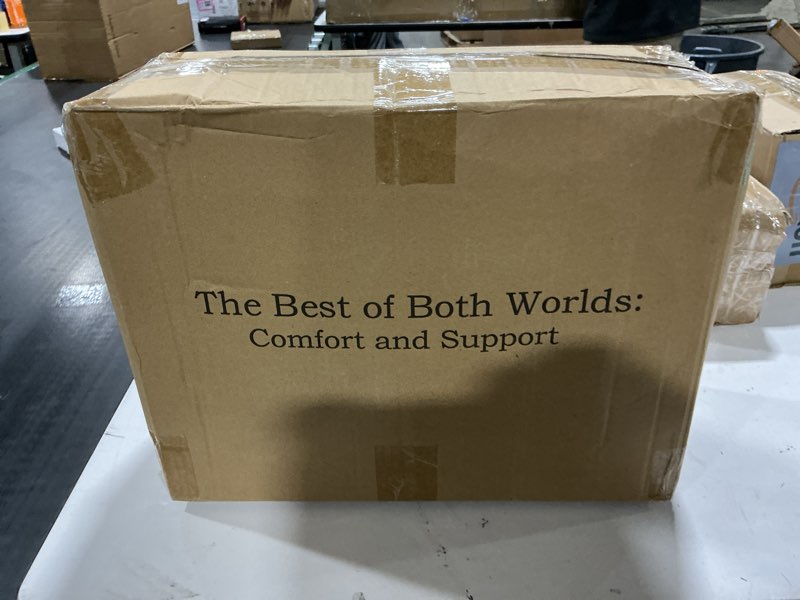 The Best of Both Worlds:
Comfort and Support